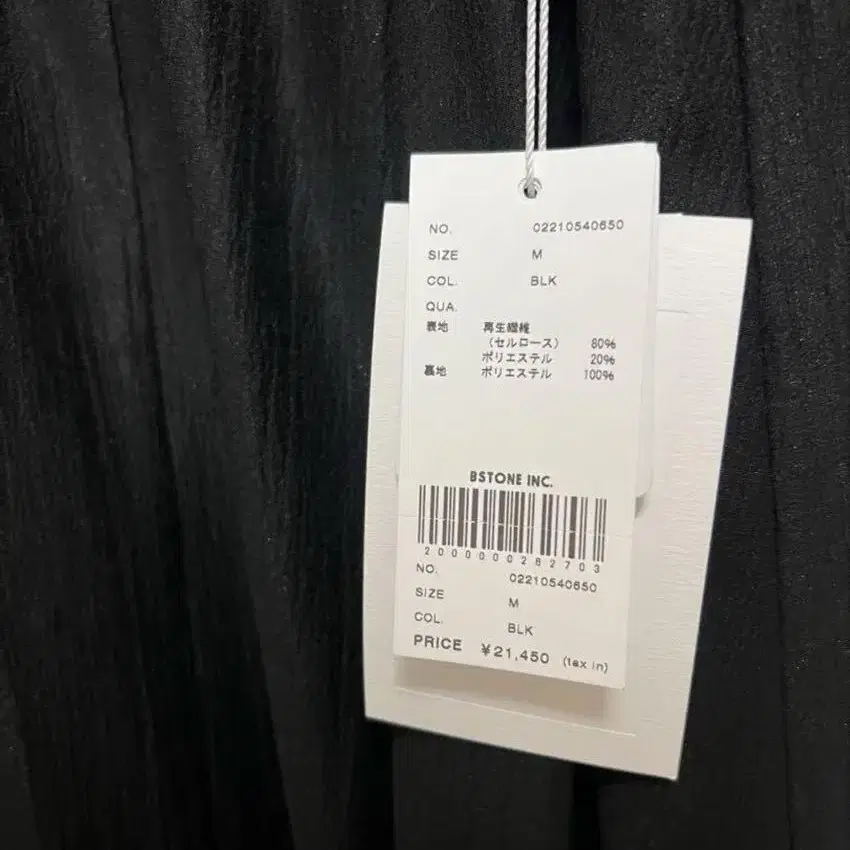 NO. 02210540650
SIZE M
COL. BLK
QUA.
表地 再生繊維
(セルロース) 80%
ポリエステル 20%
裏地 ポリエステル 100%
BSTONE INC.
2000000282703
NO. 02210540650
SIZE M
COL. BLK
PRICE ¥21,450 (tax in)